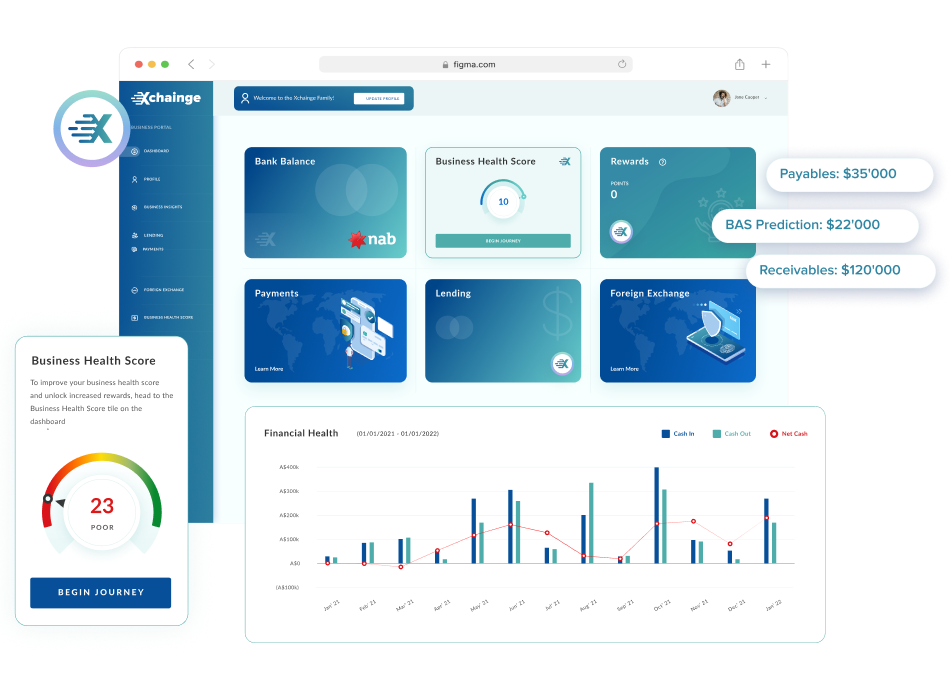 figma.com
Xchainge
Welcome to the Xchainge Family!
UPDATE PROFILE
Jane Cooper
BUSINESS PORTAL
DASHBOARD
PROFILE
BUSINESS INSIGHTS
LENDING
PAYMENTS
FOREIGN EXCHANGE
BUSINESS HEALTH SCORE
Bank Balance
nab
Business Health Score
10
BEGIN JOURNEY
Rewards
POINTS
0
Payables: $35'000
BAS Prediction: $22'000
Receivables: $120'000
Payments
Learn More
Lending
$
Foreign Exchange
Learn More
Business Health Score
To improve your business health score
and unlock increased rewards, head to the
Business Health Score tile on the
dashboard
23
POOR
BEGIN JOURNEY
Financial Health (01/01/2021 - 01/01/2022)
Cash In Cash Out Net Cash
A$400k
A$300k
A$200k
A$100k
A$0
(A$100k)
Jan' 21 Feb' 21 Mar' 21 Apr' 21 May' 21 Jun' 21 Jul' 21 Aug' 21 Sep' 21 Oct' 21 Nov' 21 Dec' 21 Jan' 22